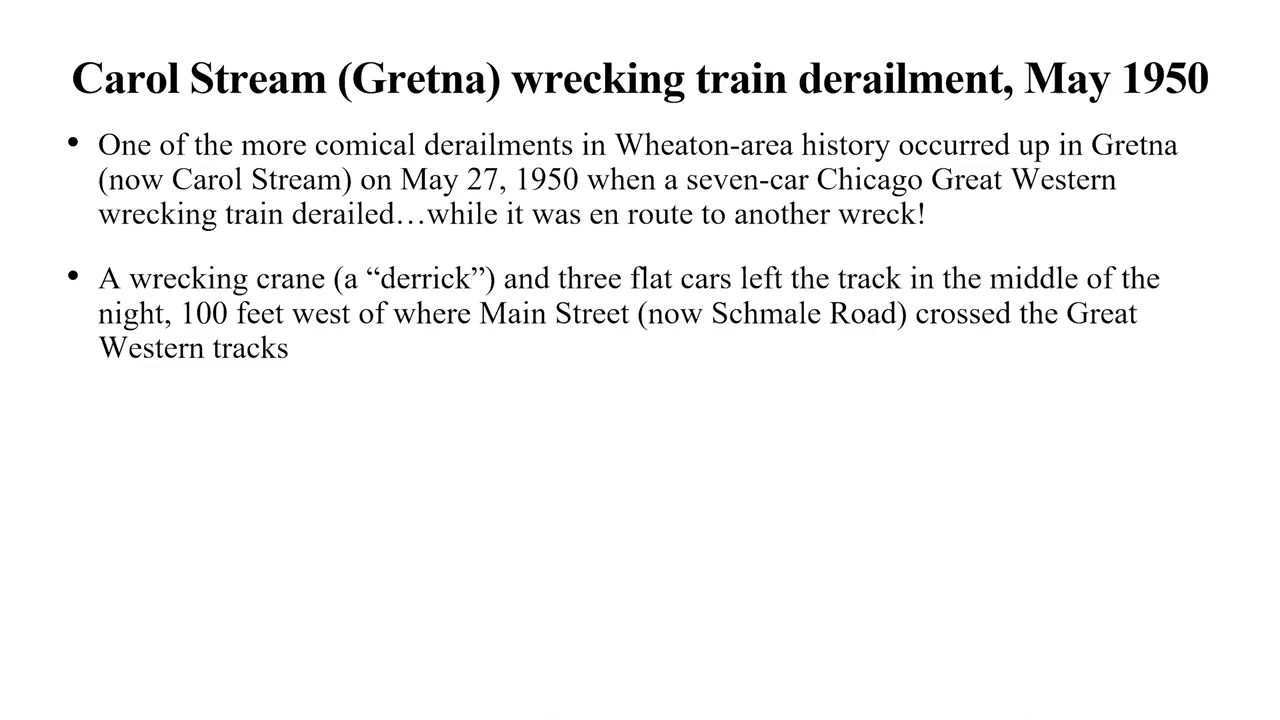 Carol Stream (Gretna) wrecking train derailment, May 1950
• One of the more comical derailments in Wheaton-area history occurred up in Gretna
(now Carol Stream) on May 27, 1950 when a seven-car Chicago Great Western
wrecking train derailed…while it was en route to another wreck!
• A wrecking crane (a “derrick”) and three flat cars left the track in the middle of the
night, 100 feet west of where Main Street (now Schmale Road) crossed the Great
Western tracks